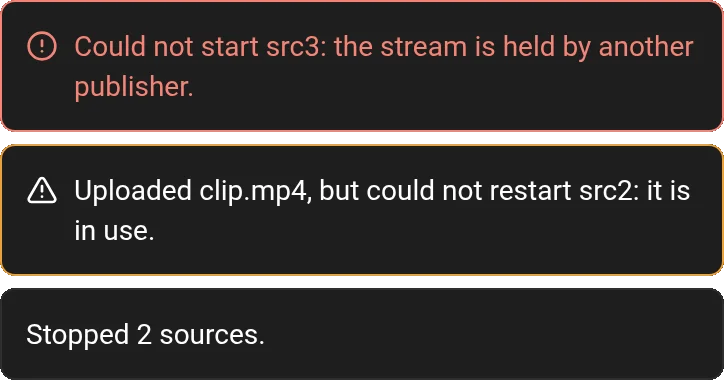 Could not start src3: the stream is held by another
publisher.
Uploaded clip.mp4, but could not restart src2: it is
in use.
Stopped 2 sources.